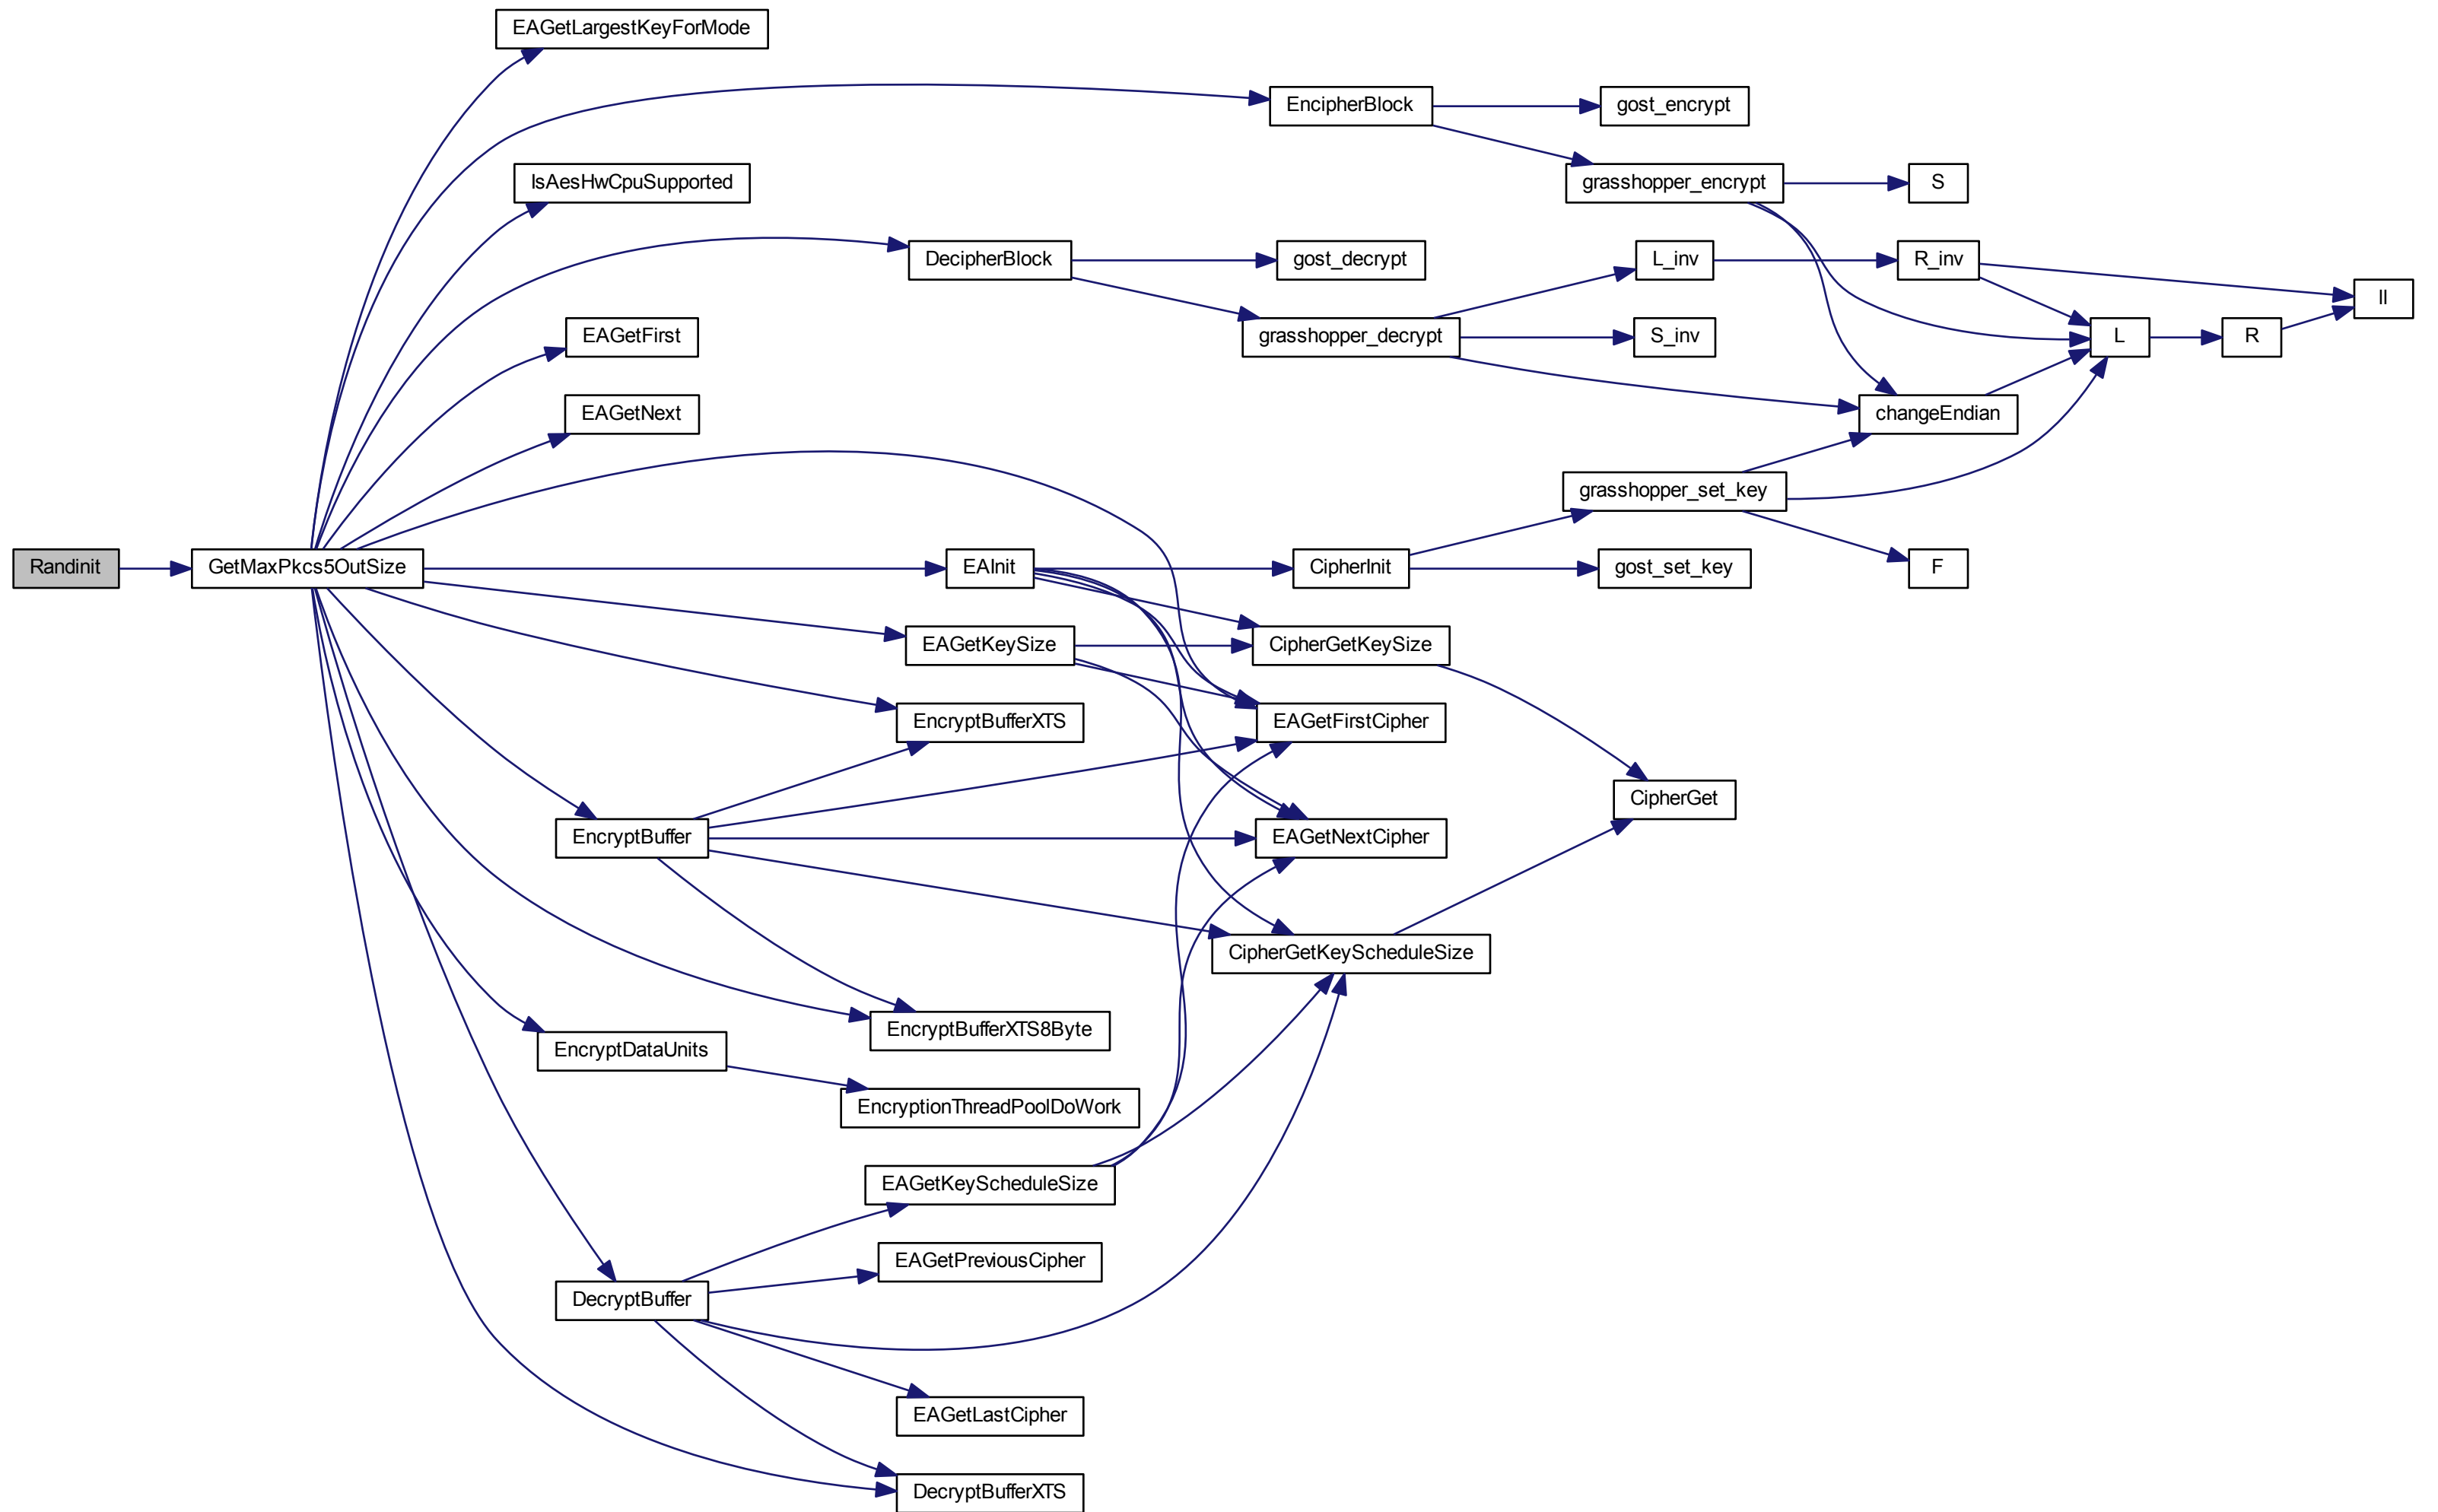 EAGetLargestKeyForMode
EncipherBlock
gost_encrypt
IsAesHwCpuSupported
grasshopper_encrypt
S
DecipherBlock
gost_decrypt
L_inv
R_inv
ll
EAGetFirst
grasshopper_decrypt
S_inv
L
R
EAGetNext
changeEndian
grasshopper_set_key
Randinit
GetMaxPkcs5OutSize
EAInit
CipherInit
gost_set_key
F
EAGetKeySize
CipherGetKeySize
EncryptBufferXTS
EAGetFirstCipher
CipherGet
EncryptBuffer
EAGetNextCipher
CipherGetKeyScheduleSize
EncryptBufferXTS8Byte
EncryptDataUnits
EncryptionThreadPoolDoWork
EAGetKeyScheduleSize
EAGetPreviousCipher
DecryptBuffer
EAGetLastCipher
DecryptBufferXTS